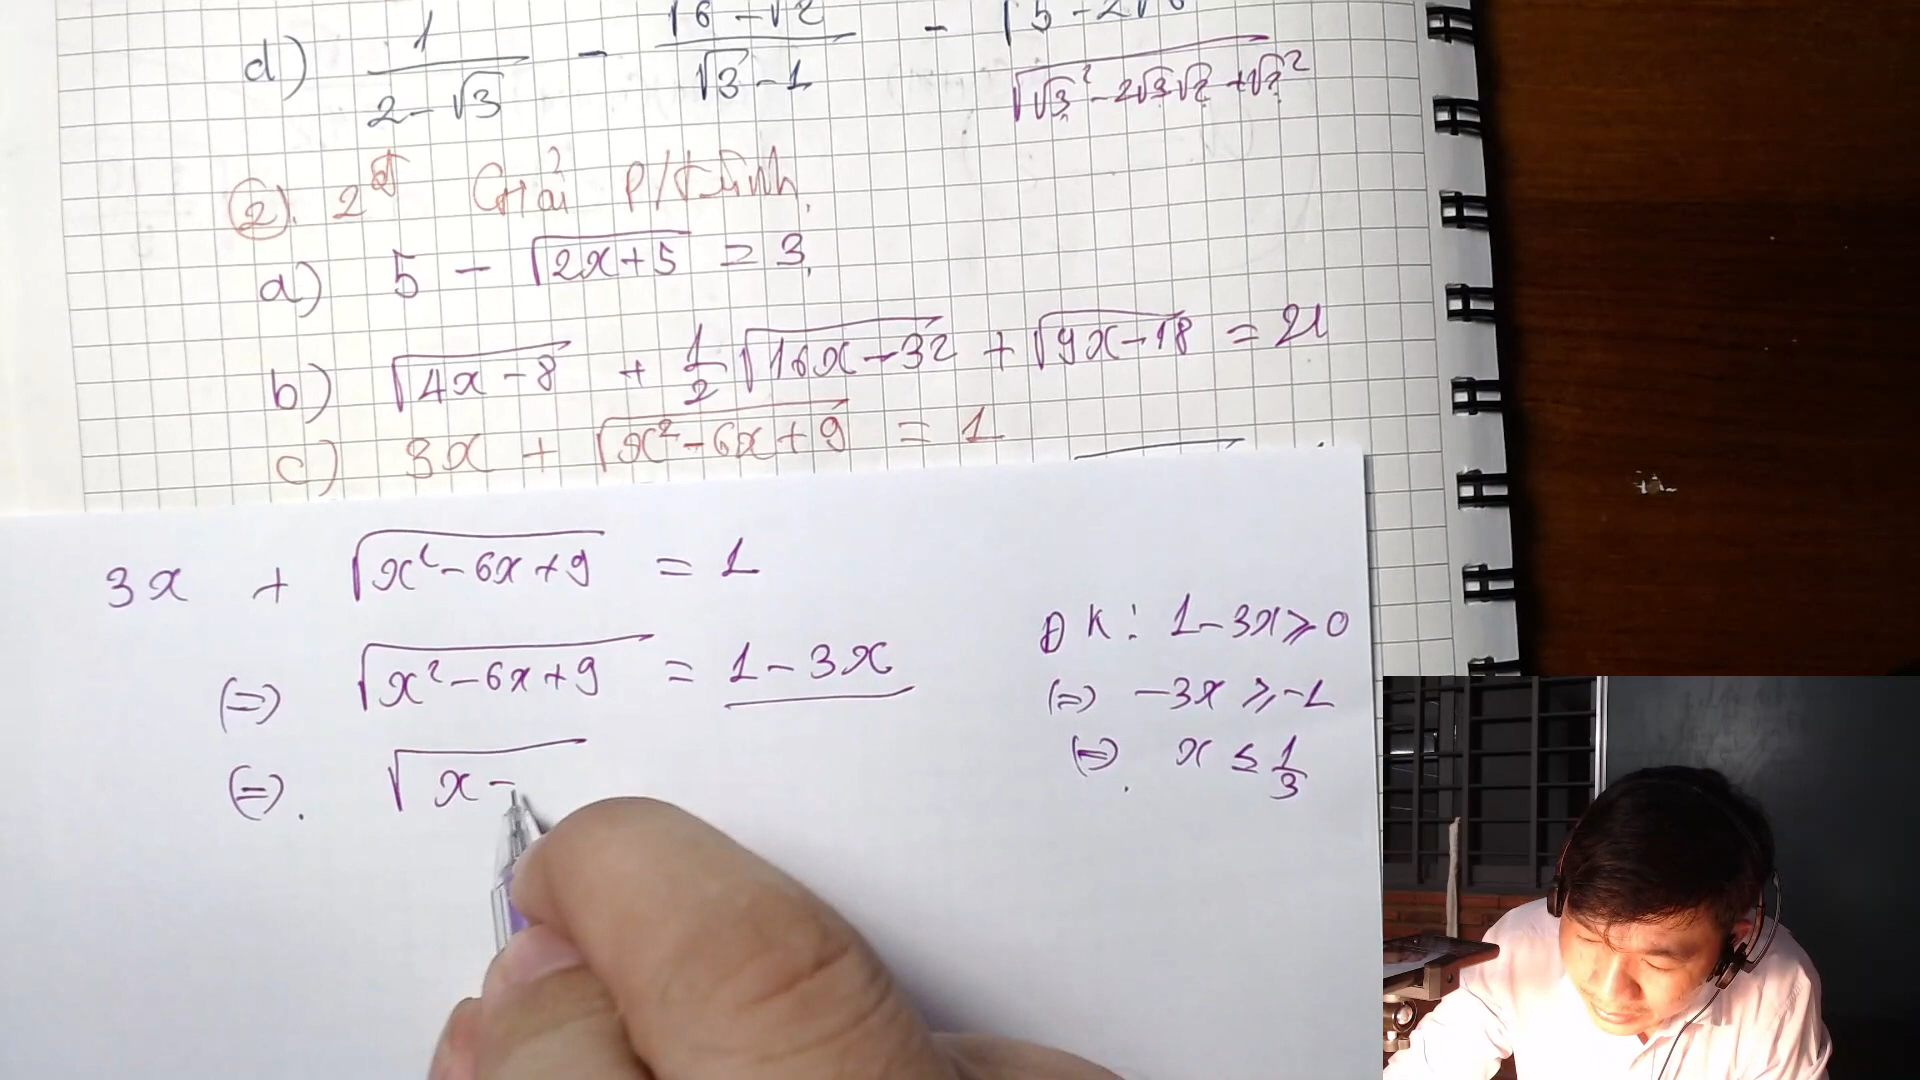 d) 1/(2-√3) - (√6-√2)/(√3-1) - √5-2√6
√(√3² - 2√3√2 + √2²)
②. 2đ Giải p/trình.
a) 5 - √(2x+5) = 3.
b) √(4x-8) + 1/2 √(16x-32) + √(9x-18) = 21
c) 3x + √(x²-6x+9) = 1
3x + √(x²-6x+9) = 1
(=) √(x²-6x+9) = 1-3x
(=). √x -
ĐK: 1-3x ⩾ 0
(=) -3x ⩾ -1
(=) x ≤ 1/3